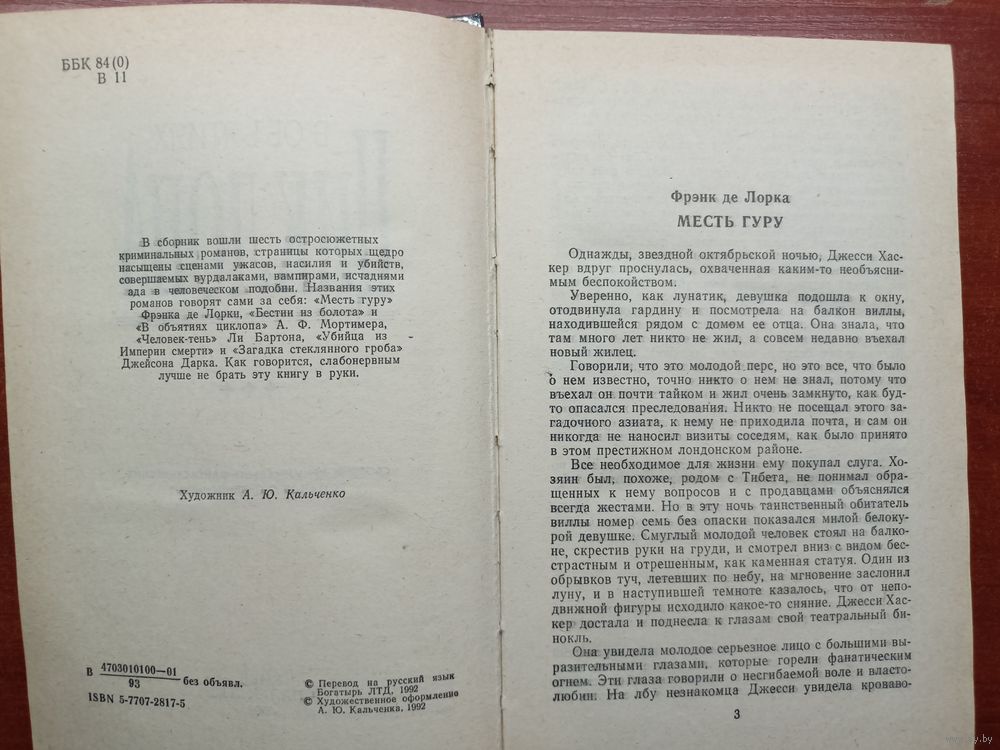 ББК 84(0)
В 11
В сборник вошли шесть остросюжетных
криминальных романов, страницы которых щедро
насыщены сценами ужасов, насилия и убийств,
совершаемых вурдалаками, вампирами, исчадиями
ада в человеческом подобии. Названия этих
романов говорят сами за себя: «Месть гуру»
Фрэнка де Лорки, «Бестии из болота» и
«В объятиях циклопа» А. Ф. Мортимера,
«Человек-тень» Ли Бартона, «Убийца из
Империи смерти» и «Загадка стеклянного гроба»
Джейсона Дарка. Как говорится, слабонервным
лучше не брать эту книгу в руки.
Художник А. Ю. Кальченко
В 4703010100—01
93 без объявл.
ISBN 5-7707-2817-5
© Перевод на русский язык
Богатырь ЛТД, 1992
© Художественное оформление
А. Ю. Кальченка, 1992
Фрэнк де Лорка
МЕСТЬ ГУРУ
Однажды, звездной октябрьской ночью, Джесси Хас-
кер вдруг проснулась, охваченная каким-то необъясни-
мым беспокойством.
Уверенно, как лунатик, девушка подошла к окну,
отодвинула гардину и посмотрела на балкон виллы,
находившейся рядом с домом ее отца. Она знала, что
там много лет никто не жил, а совсем недавно въехал
новый жилец.
Говорили, что это молодой перс, но это все, что было
о нем известно, точно никто о нем не знал, потому что
въехал он почти тайком и жил очень замкнуто, как буд-
то опасался преследования. Никто не посещал этого за-
гадочного азиата, к нему не приходила почта, и сам он
никогда не наносил визиты соседям, как было принято
в этом престижном лондонском районе.
Все необходимое для жизни ему покупал слуга. Хо-
зяин был, похоже, родом с Тибета, не понимал обра-
щенных к нему вопросов и с продавцами объяснялся
всегда жестами. Но в эту ночь таинственный обитатель
виллы номер семь без опаски показался милой белоку-
рой девушке. Смуглый молодой человек стоял на балко-
не, скрестив руки на груди, и смотрел вниз с видом бес-
страстным и отрешенным, как каменная статуя. Один из
обрывков туч, летевших по небу, на мгновение заслонил
луну, и в наступившей темноте казалось, что от непо-
движной фигуры исходило какое-то сияние. Джесси Хас-
кер достала и поднесла к глазам свой театральный би-
нокль.
Она увидела молодое серьезное лицо с большими вы-
разительными глазами, которые горели фанатическим
огнем. Эти глаза говорили о несгибаемой воле и власто-
любии. На лбу незнакомца Джесси увидела кроваво-
3